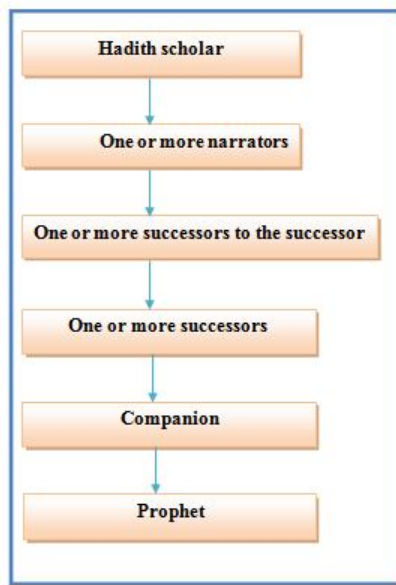 Hadith scholar
One or more narrators
One or more successors to the successor
One or more successors
Companion
Prophet